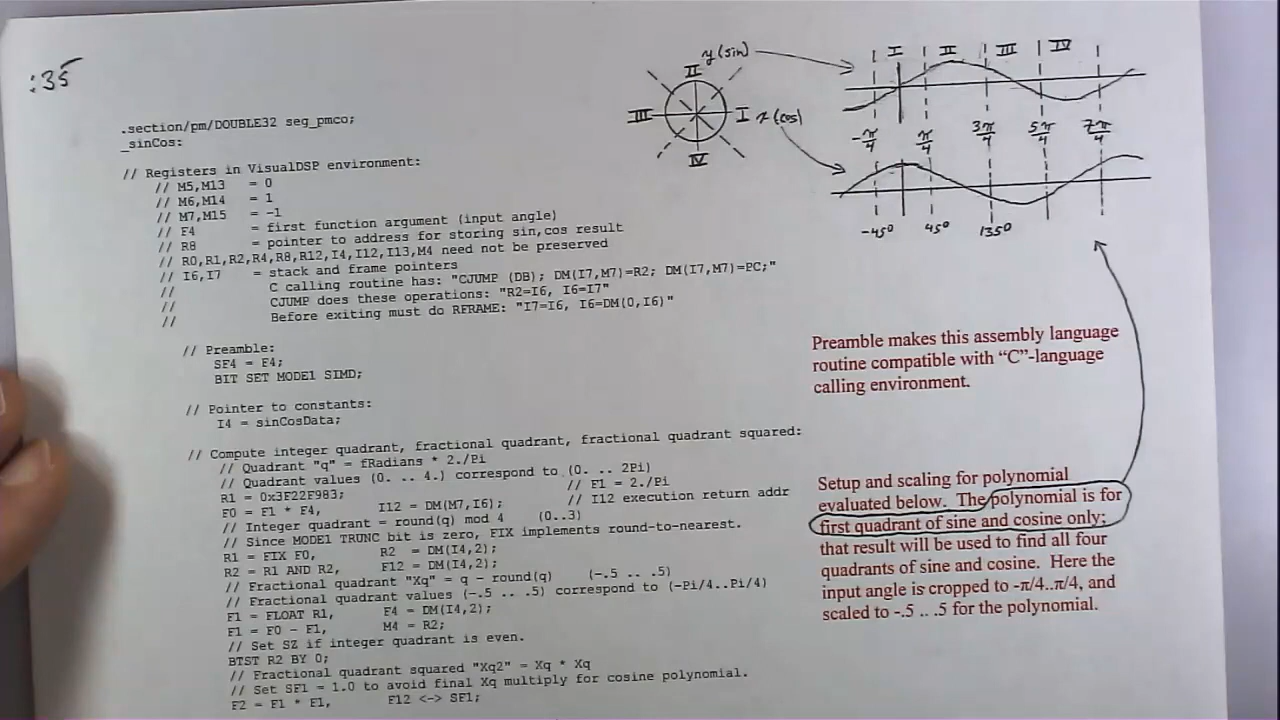 :35
y(sin)
x(cos)
I
II
III
IV
I II III IV
-π/4 π/4 3π/4 5π/4 7π/4
-45° 45° 135°
.section/pm/DOUBLE32 seg_pmco;
_sinCos:
// Registers in VisualDSP environment:
// M5,M13 = 0
// M6,M14 = 1
// M7,M15 = -1
// F4 = first function argument (input angle)
// R8 = pointer to address for storing sin,cos result
// R0,R1,R2,R4,R8,R12,I4,I12,I13,M4 need not be preserved
// I6,I7 = stack and frame pointers
// C calling routine has: "CJUMP (DB); DM(I7,M7)=R2; DM(I7,M7)=PC;"
// CJUMP does these operations: "R2=I6, I6=I7"
// Before exiting must do RFRAME: "I7=I6, I6=DM(0,I6)"
// Preamble:
SF4 = F4;
BIT SET MODE1 SIMD;
// Pointer to constants:
I4 = sinCosData;
// Compute integer quadrant, fractional quadrant, fractional quadrant squared:
// Quadrant "q" = fRadians * 2./Pi
// Quadrant values (0. .. 4.) correspond to (0. .. 2Pi)
R1 = 0x3F22F983; // F1 = 2./Pi
F0 = F1 * F4, I12 = DM(M7,I6); // I12 execution return addr
// Integer quadrant = round(q) mod 4 (0..3)
// Since MODE1 TRUNC bit is zero, FIX implements round-to-nearest.
R1 = FIX F0, R2 = DM(I4,2);
R2 = R1 AND R2, F12 = DM(I4,2);
// Fractional quadrant "Xq" = q - round(q) (-.5 .. .5)
// Fractional quadrant values (-.5 .. .5) correspond to (-Pi/4..Pi/4)
F1 = FLOAT R1, F4 = DM(I4,2);
F1 = F0 - F1, M4 = R2;
// Set SZ if integer quadrant is even.
BTST R2 BY 0;
// Fractional quadrant squared "Xq2" = Xq * Xq
// Set SF1 = 1.0 to avoid final Xq multiply for cosine polynomial.
F2 = F1 * F1, F12 <-> SF1;
Preamble makes this assembly language
routine compatible with “C”-language
calling environment.
Setup and scaling for polynomial
evaluated below. The polynomial is for
first quadrant of sine and cosine only;
that result will be used to find all four
quadrants of sine and cosine. Here the
input angle is cropped to -π/4..π/4, and
scaled to -.5 .. .5 for the polynomial.